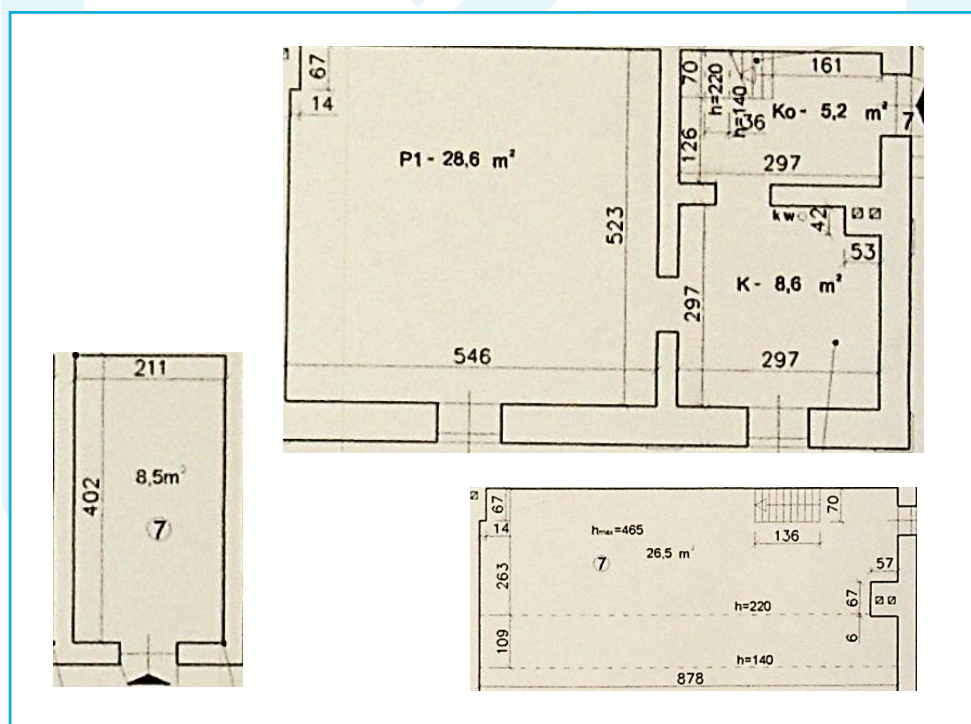 67
14
P1 - 28,6 m²
523
546
70
h=220
h=140
36
161
Ko - 5,2 m²
7
126
297
kw
42
53
K - 8,6 m²
297
297
211
402
8,5m²
7
67
14
hmax=465
7
26,5 m²
136
70
57
263
67
h=220
6
109
h=140
878